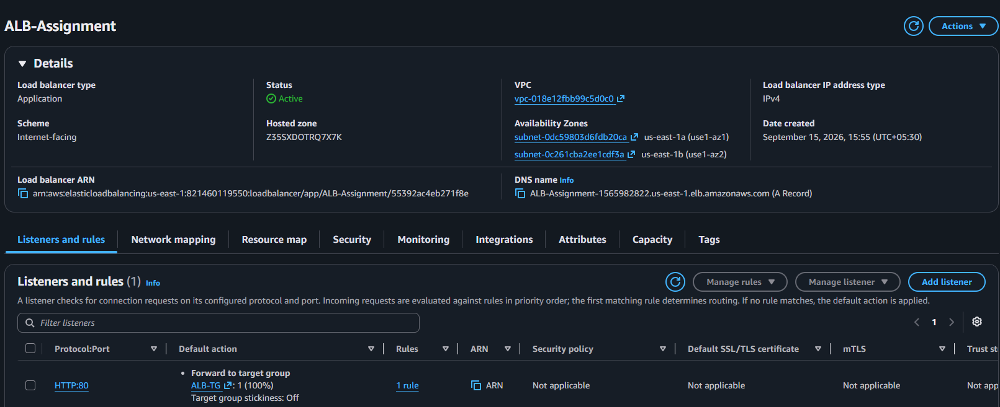 ALB-Assignment
Actions
Details
Load balancer type
Application
Status
Active
VPC
vpc-018e12fbb99c5d0c0
Load balancer IP address type
IPv4
Scheme
Internet-facing
Hosted zone
Z35SXDOTRQ7X7K
Availability Zones
subnet-0dc59803d6fdb20ca us-east-1a (use1-az1)
subnet-0c261cba2ee1cdf3a us-east-1b (use1-az2)
Date created
September 15, 2026, 15:55 (UTC+05:30)
Load balancer ARN
arn:aws:elasticloadbalancing:us-east-1:821460119550:loadbalancer/app/ALB-Assignment/55392ac4eb271f8e
DNS name Info
ALB-Assignment-1565982822.us-east-1.elb.amazonaws.com (A Record)
Listeners and rules Network mapping Resource map Security Monitoring Integrations Attributes Capacity Tags
Listeners and rules (1) Info
Manage rules Manage listener Add listener
A listener checks for connection requests on its configured protocol and port. Incoming requests are evaluated against rules in priority order; the first matching rule determines routing. If no rule matches, the default action is applied.
Filter listeners
1
Protocol:Port Default action Rules ARN Security policy Default SSL/TLS certificate mTLS Trust st
• Forward to target group
HTTP:80 ALB-TG : 1 (100%) 1 rule ARN Not applicable Not applicable Not applicable Not app
Target group stickiness: Off